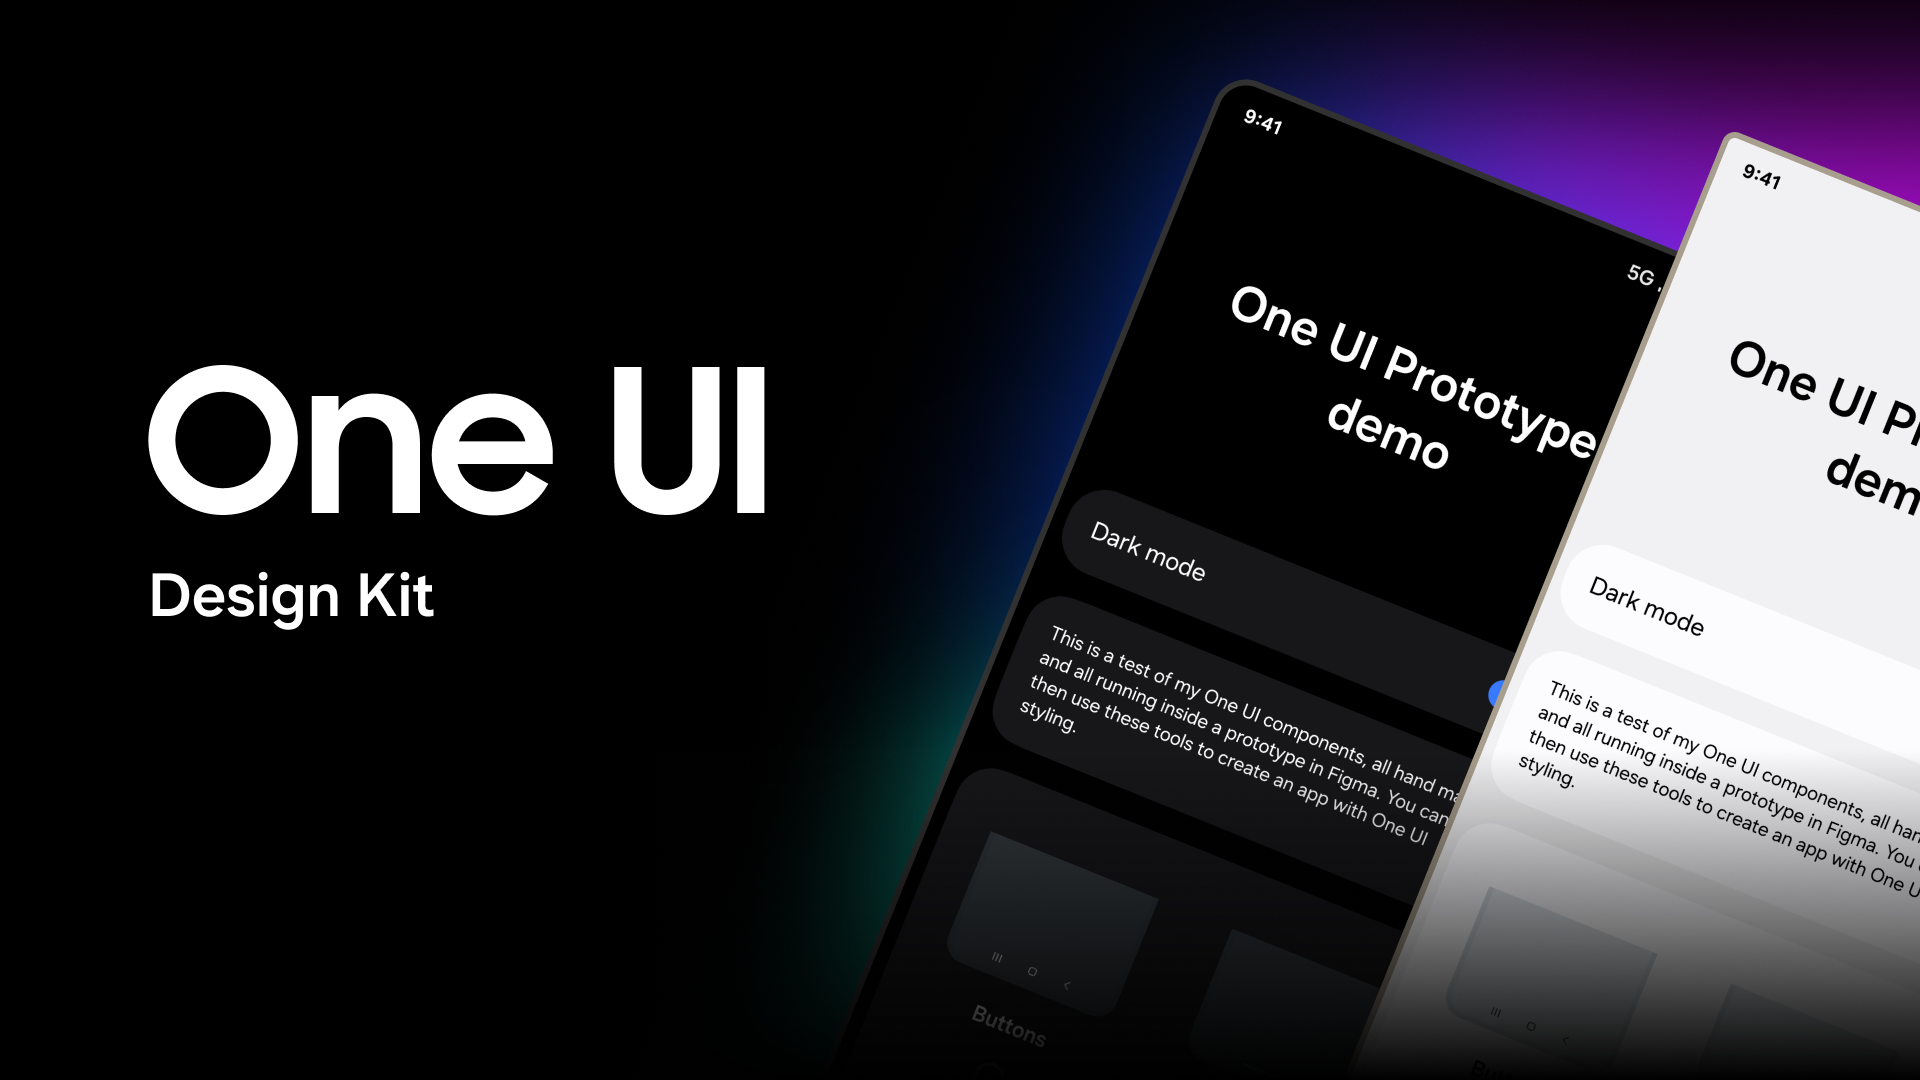 One UI
Design Kit
9:41
5G
One UI Prototype
demo
Dark mode
This is a test of my One UI components, all hand
and all running inside a prototype in Figma. You can
then use these tools to create an app with One UI
styling.
Buttons
9:41
One UI
Dark mode
This is a test of my One UI components, all
and all running inside a prototype in Figma. You
then use these tools to create an app with One
styling.